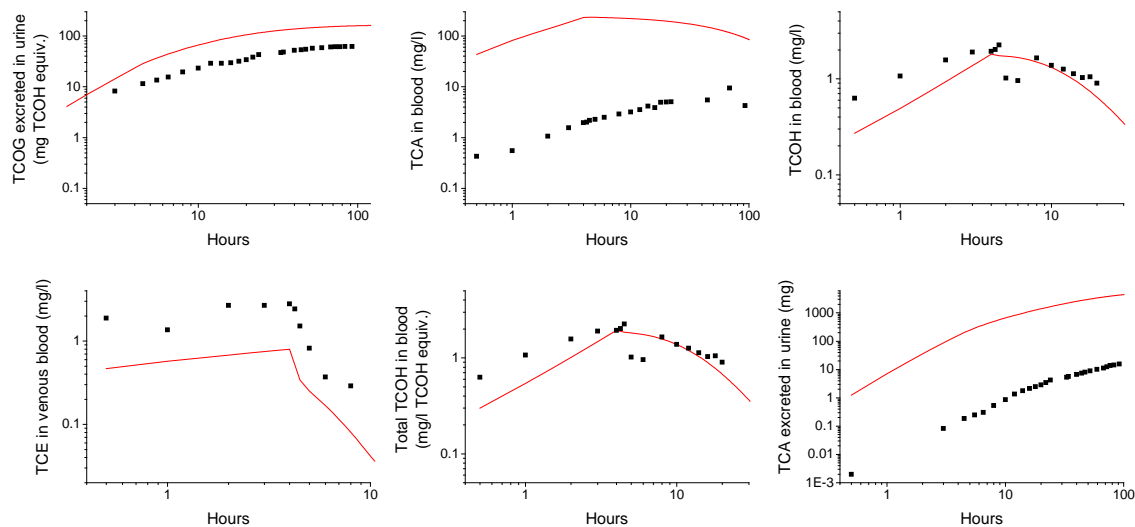 TCOG excreted in urine
(mg TCOH equiv.)
100
10
1
0.1
10
100
Hours
TCA in blood (mg/l)
100
10
1
0.1
1
10
100
Hours
TCOH in blood (mg/l)
1
0.1
1
10
Hours
TCE in venous blood (mg/l)
1
0.1
1
10
Hours
Total TCOH in blood
(mg/l TCOH equiv.)
1
0.1
1
10
Hours
TCA excreted in urine (mg)
1000
100
10
1
0.1
0.01
1E-3
1
10
100
Hours